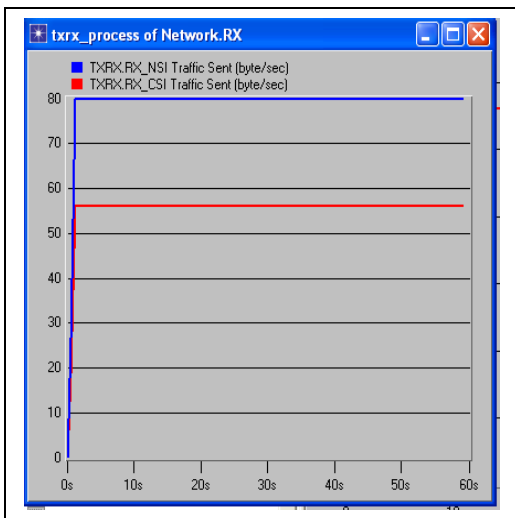 txrx_process of Network.RX
TXRX.RX_NSI Traffic Sent (byte/sec)
TXRX.RX_CSI Traffic Sent (byte/sec)
80
70
60
50
40
30
20
10
0
0s 10s 20s 30s 40s 50s 60s